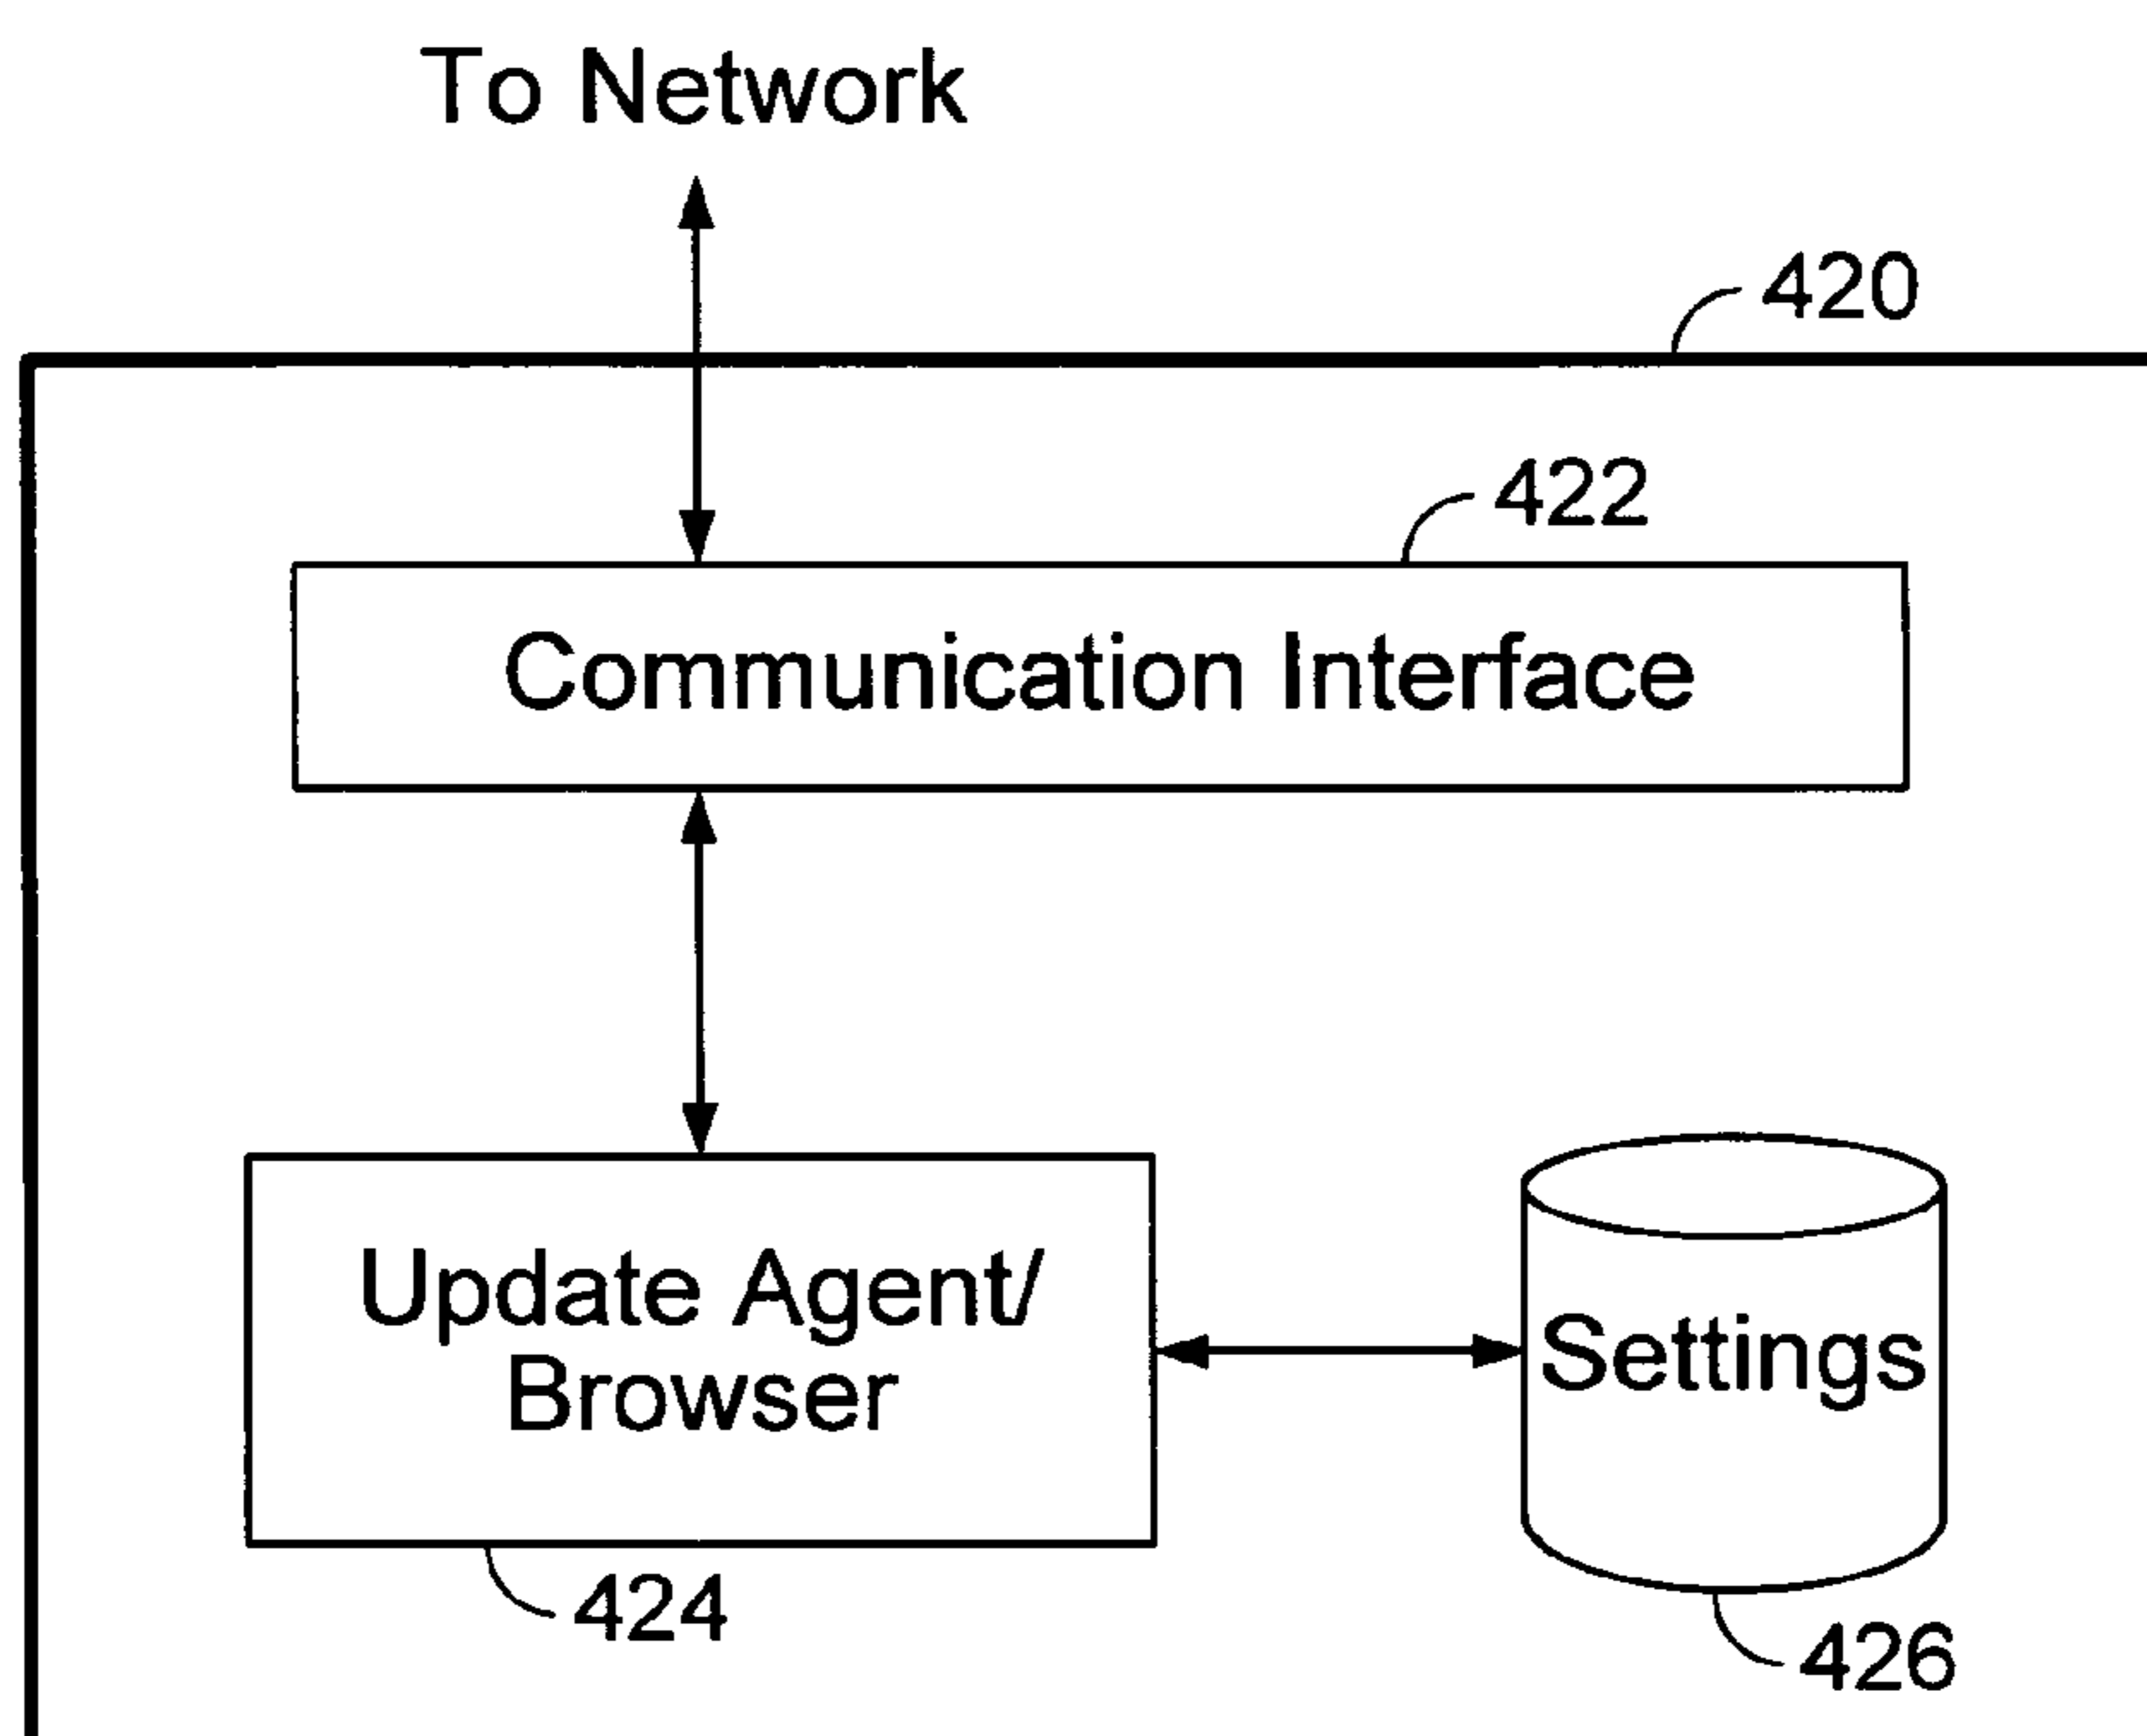 To Network
420
422
Communication Interface
Update Agent/
Browser
Settings
424
426